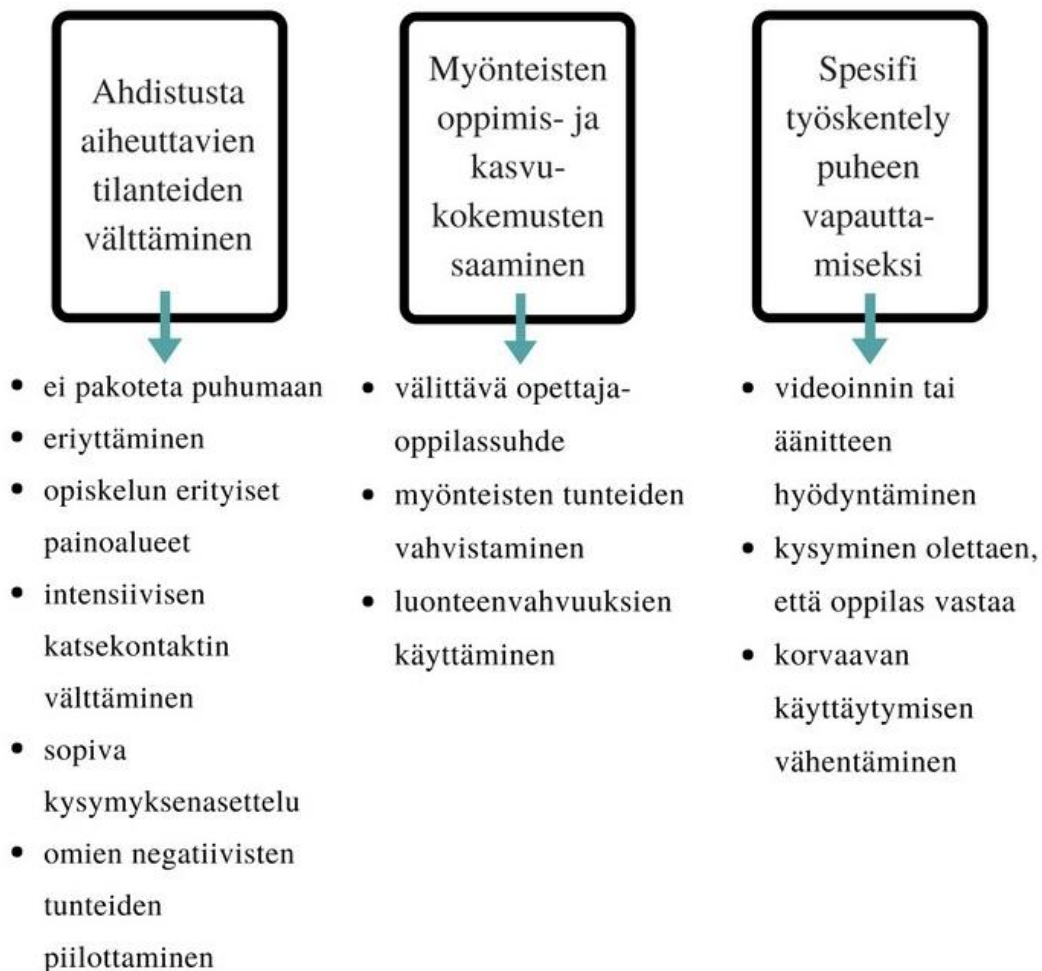 Ahdistusta
aiheuttavien
tilanteiden
välttäminen
Myönteisten
oppimis- ja
kasvu-
kokemusten
saaminen
Spesifi
työskentely
puheen
vapautta-
miseksi
• ei pakoteta puhumaan
• eriyttäminen
• opiskelun erityiset
painoalueet
• intensiivisen
katsekontaktin
välttäminen
• sopiva
kysymyksenasettelu
• omien negatiivisten
tunteiden
piilottaminen
• välittävä opettaja-
oppilassuhde
• myönteisten tunteiden
vahvistaminen
• luonteenvahvuuksien
käyttäminen
• videoinnin tai
äänitteen
hyödyntäminen
• kysyminen olettaen,
että oppilas vastaa
• korvaavan
käyttäytymisen
vähentäminen